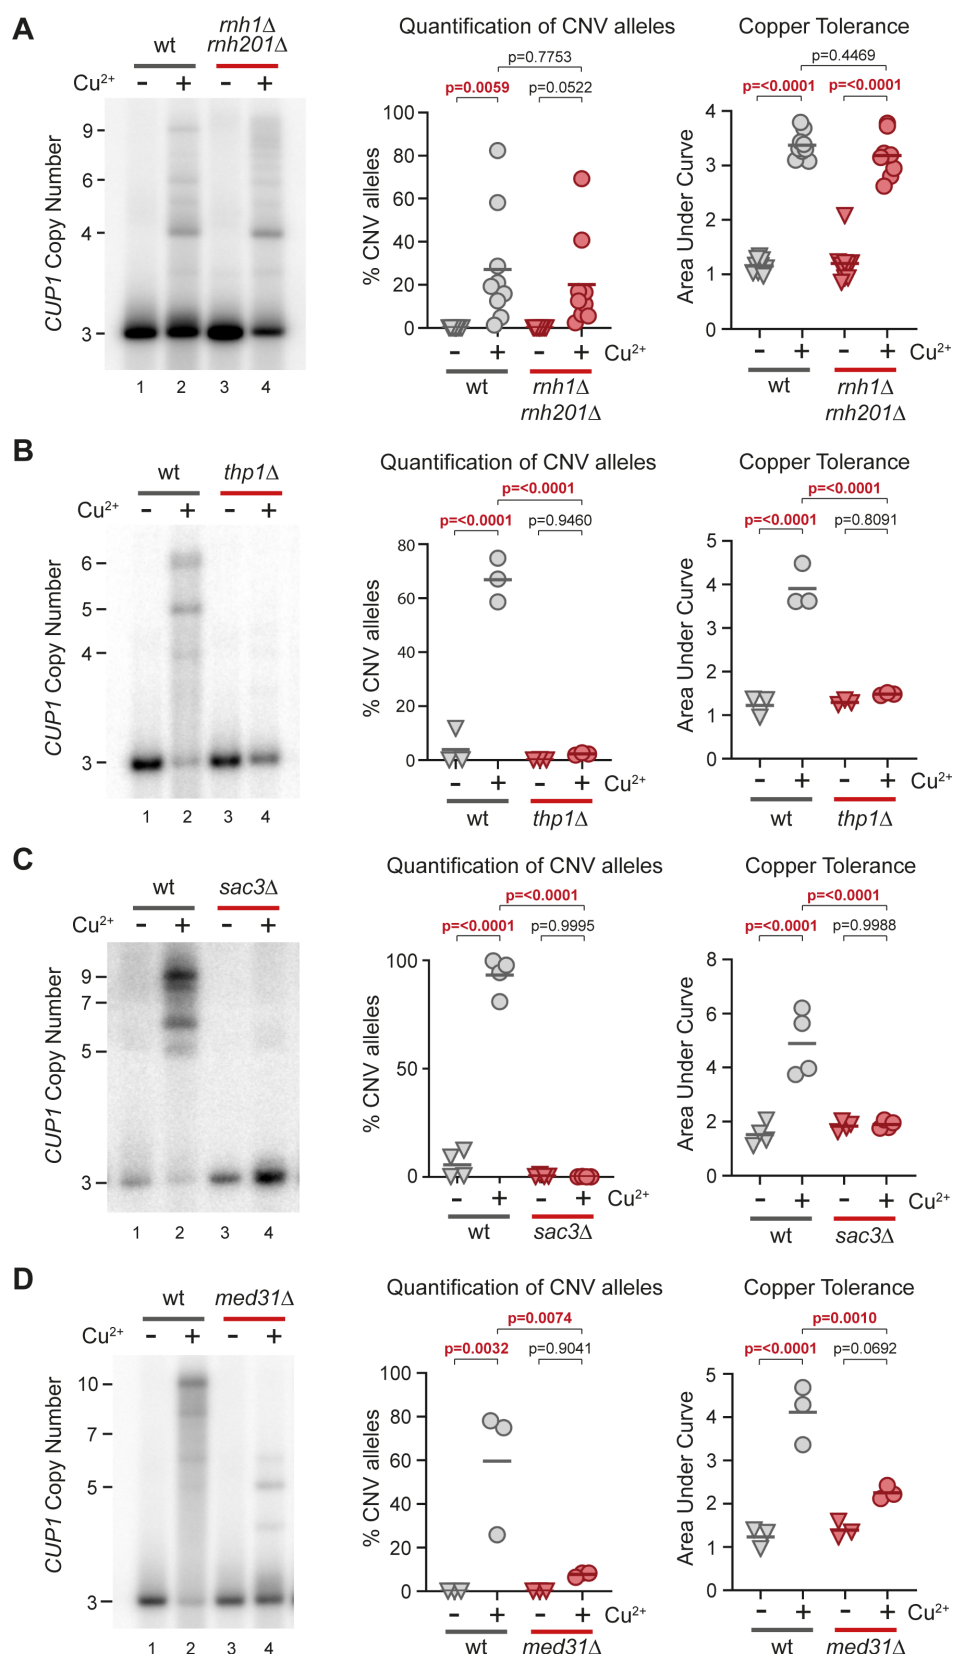 A
wt
rnh1Δ
rnh201Δ
Cu2+
-
+
-
+
CUP1 Copy Number
9
6
4
3
1 2 3 4
Quantification of CNV alleles
p=0.7753
p=0.0059
p=0.0522
% CNV alleles
100
80
60
40
20
0
- + - + Cu2+
wt
rnh1Δ
rnh201Δ
Copper Tolerance
p=0.4469
p=<0.0001
p=<0.0001
Area Under Curve
4
3
2
1
0
- + - + Cu2+
wt
rnh1Δ
rnh201Δ
B
wt
thp1Δ
Cu2+
- + - +
CUP1 Copy Number
6
5
4
3
1 2 3 4
Quantification of CNV alleles
p=<0.0001
p=<0.0001
p=0.9460
% CNV alleles
80
60
40
20
0
- + - + Cu2+
wt
thp1Δ
Copper Tolerance
p=<0.0001
p=<0.0001
p=0.8091
Area Under Curve
5
4
3
2
1
0
- + - + Cu2+
wt
thp1Δ
C
wt
sac3Δ
Cu2+
- + - +
CUP1 Copy Number
9
7
5
3
1 2 3 4
Quantification of CNV alleles
p=<0.0001
p=<0.0001
p=0.9995
% CNV alleles
100
50
0
- + - + Cu2+
wt
sac3Δ
Copper Tolerance
p=<0.0001
p=<0.0001
p=0.9988
Area Under Curve
8
6
4
2
0
- + - + Cu2+
wt
sac3Δ
D
wt
med31Δ
Cu2+
- + - +
CUP1 Copy Number
10
7
5
3
1 2 3 4
Quantification of CNV alleles
p=0.0074
p=0.0032
p=0.9041
% CNV alleles
100
80
60
40
20
0
- + - + Cu2+
wt
med31Δ
Copper Tolerance
p=0.0010
p=<0.0001
p=0.0692
Area Under Curve
5
4
3
2
1
0
- + - + Cu2+
wt
med31Δ